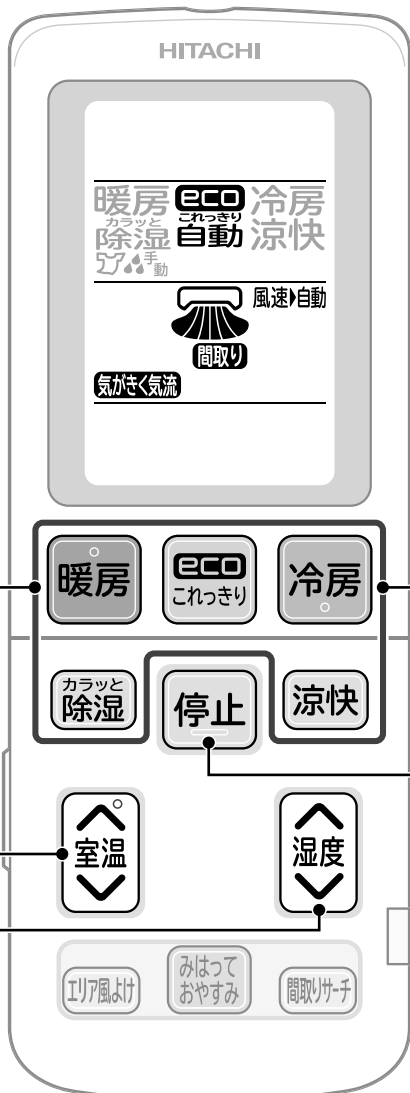 HITACHI
暖房 eco 冷房
カラッと これっきり
除湿 自動 涼快
手動
風速 自動
間取り
気がきく気流
暖房 eco これっきり 冷房
カラッと
除湿 停止 涼快
室温 湿度
エリア風よけ みはって おやすみ 間取りサーチ